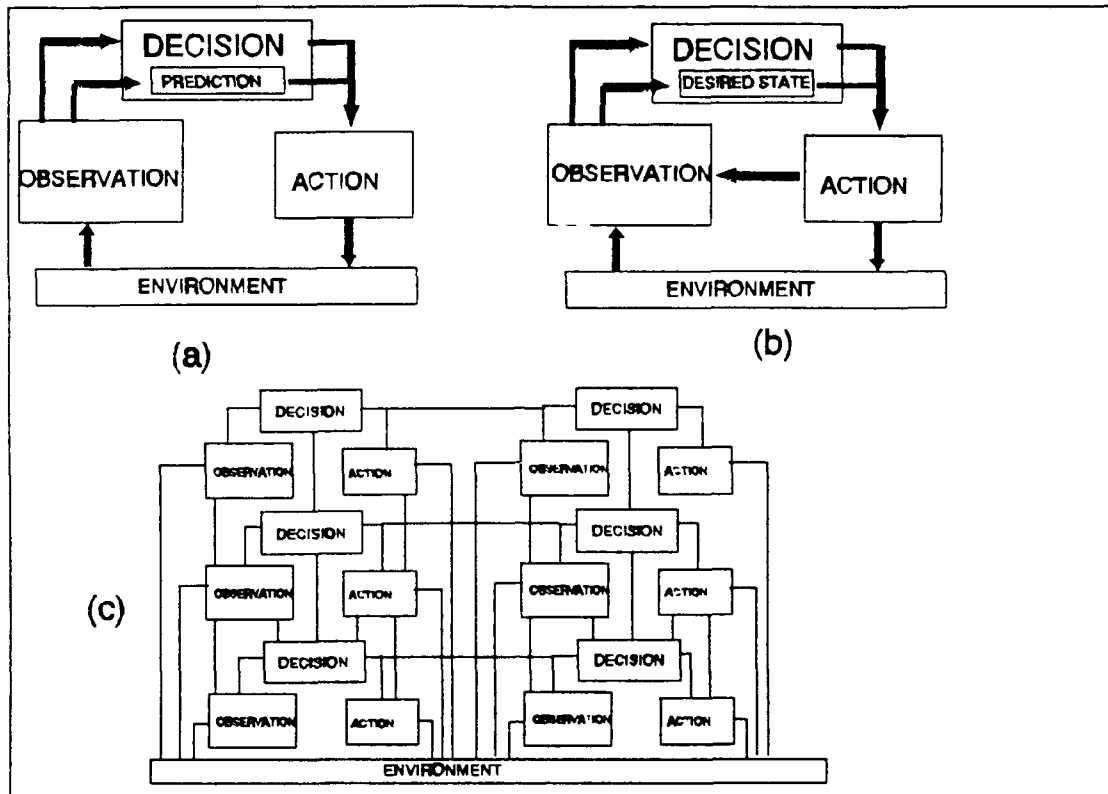 DECISION
PREDICTION
OBSERVATION
ACTION
ENVIRONMENT
(a)
DECISION
DESIRED STATE
OBSERVATION
ACTION
ENVIRONMENT
(b)
DECISION
DECISION
OBSERVATION
ACTION
OBSERVATION
ACTION
DECISION
DECISION
OBSERVATION
ACTION
OBSERVATION
ACTION
(c)
DECISION
DECISION
OBSERVATION
ACTION
OBSERVATION
ACTION
ENVIRONMENT